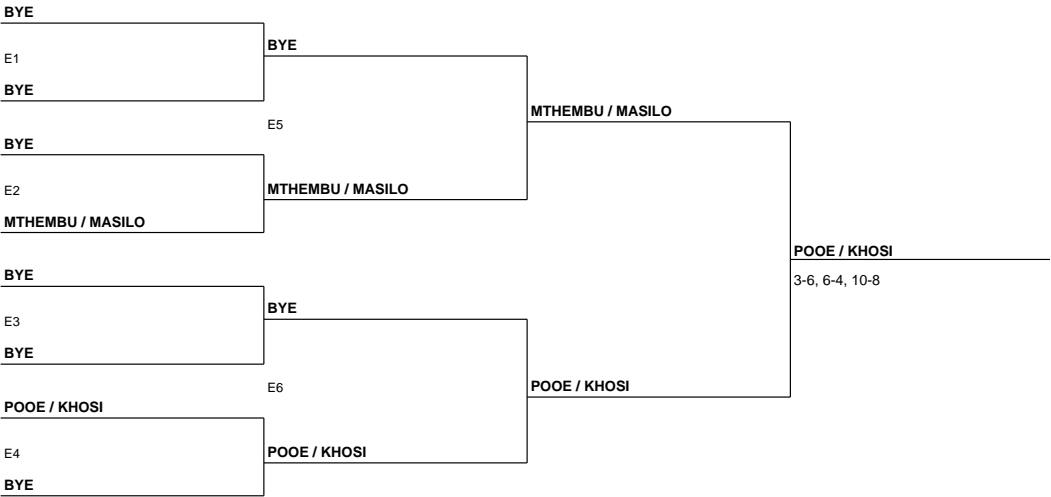 BYE
E1
BYE
BYE
E2
MTHEMBU / MASILO
BYE
E3
BYE
POOE / KHOSI
E4
BYE
BYE
E5
MTHEMBU / MASILO
BYE
E6
POOE / KHOSI
MTHEMBU / MASILO
POOE / KHOSI
POOE / KHOSI
3-6, 6-4, 10-8